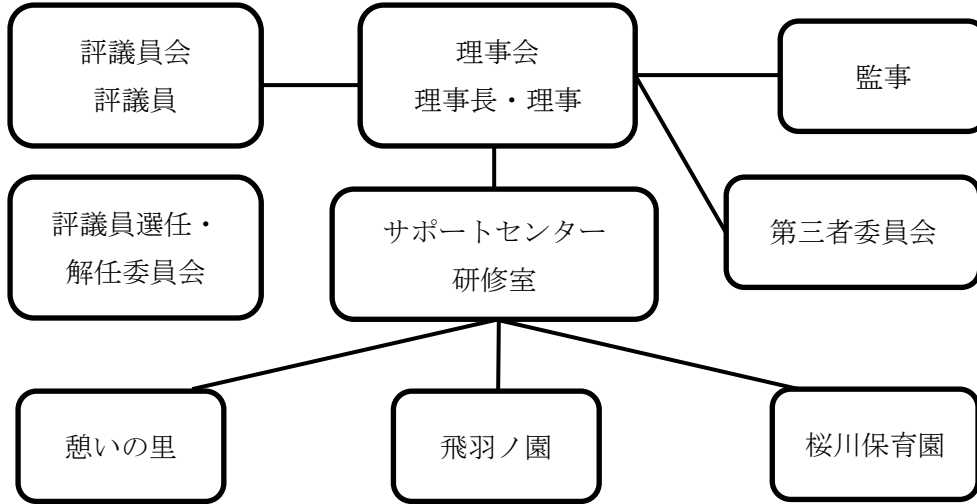 評議員会
評議員
理事会
理事長・理事
監事
評議員選任・
解任委員会
サポートセンター
研修室
第三者委員会
憩いの里
飛羽ノ園
桜川保育園